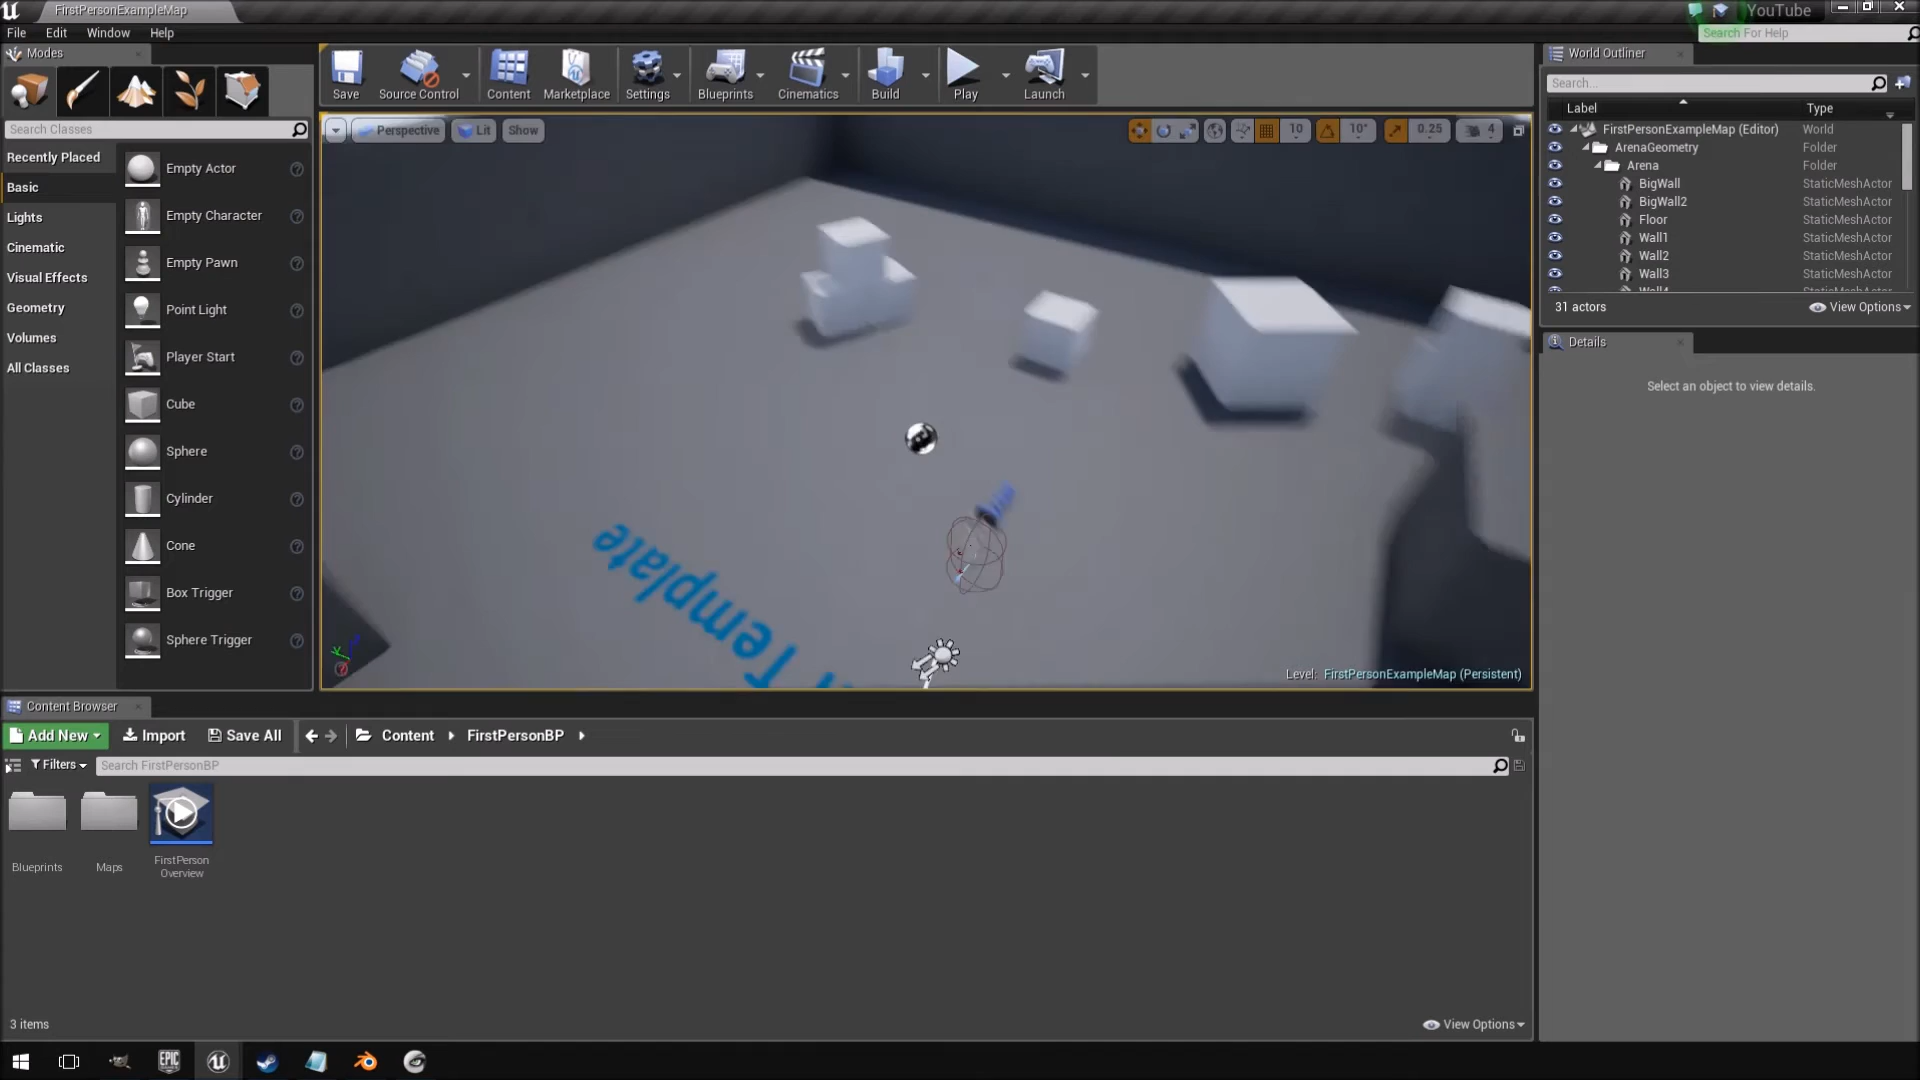 FirstPersonExampleMap
YouTube
File Edit Window Help
Search For Help
Modes
Save
Source Control
Content
Marketplace
Settings
Blueprints
Cinematics
Build
Play
Launch
World Outliner
Search...
Label Type
Search Classes
Recently Placed
Basic
Lights
Cinematic
Visual Effects
Geometry
Volumes
All Classes
Empty Actor
Empty Character
Empty Pawn
Point Light
Player Start
Cube
Sphere
Cylinder
Cone
Box Trigger
Sphere Trigger
Perspective Lit Show
10 10° 0.25 4
Template
Level: FirstPersonExampleMap (Persistent)
FirstPersonExampleMap (Editor) World
ArenaGeometry Folder
Arena Folder
BigWall StaticMeshActor
BigWall2 StaticMeshActor
Floor StaticMeshActor
Wall1 StaticMeshActor
Wall2 StaticMeshActor
Wall3 StaticMeshActor
Wall4 StaticMeshActor
31 actors View Options
Details
Select an object to view details.
Content Browser
Add New Import Save All Content FirstPersonBP
Filters Search FirstPersonBP
Blueprints
Maps
FirstPerson
Overview
3 items View Options
EPIC
GAMES